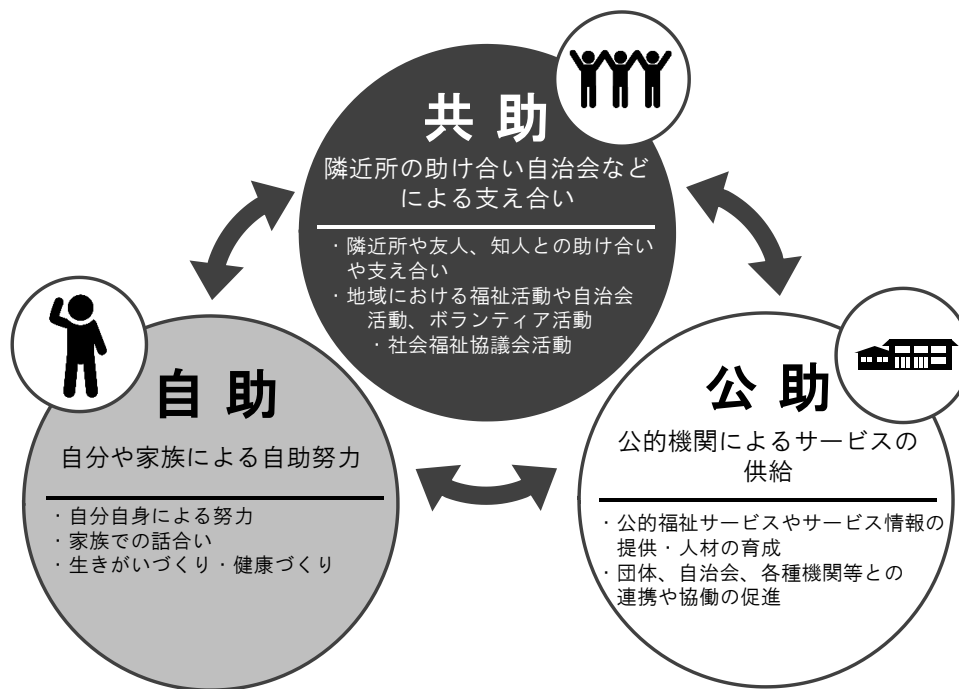 共助
隣近所の助け合い自治会など
による支え合い
・隣近所や友人、知人との助け合い
や支え合い
・地域における福祉活動や自治会
活動、ボランティア活動
・社会福祉協議会活動
自助
自分や家族による自助努力
・自分自身による努力
・家族での話合い
・生きがいづくり・健康づくり
公助
公的機関によるサービスの
供給
・公的福祉サービスやサービス情報の
提供・人材の育成
・団体、自治会、各種機関等との
連携や協働の促進